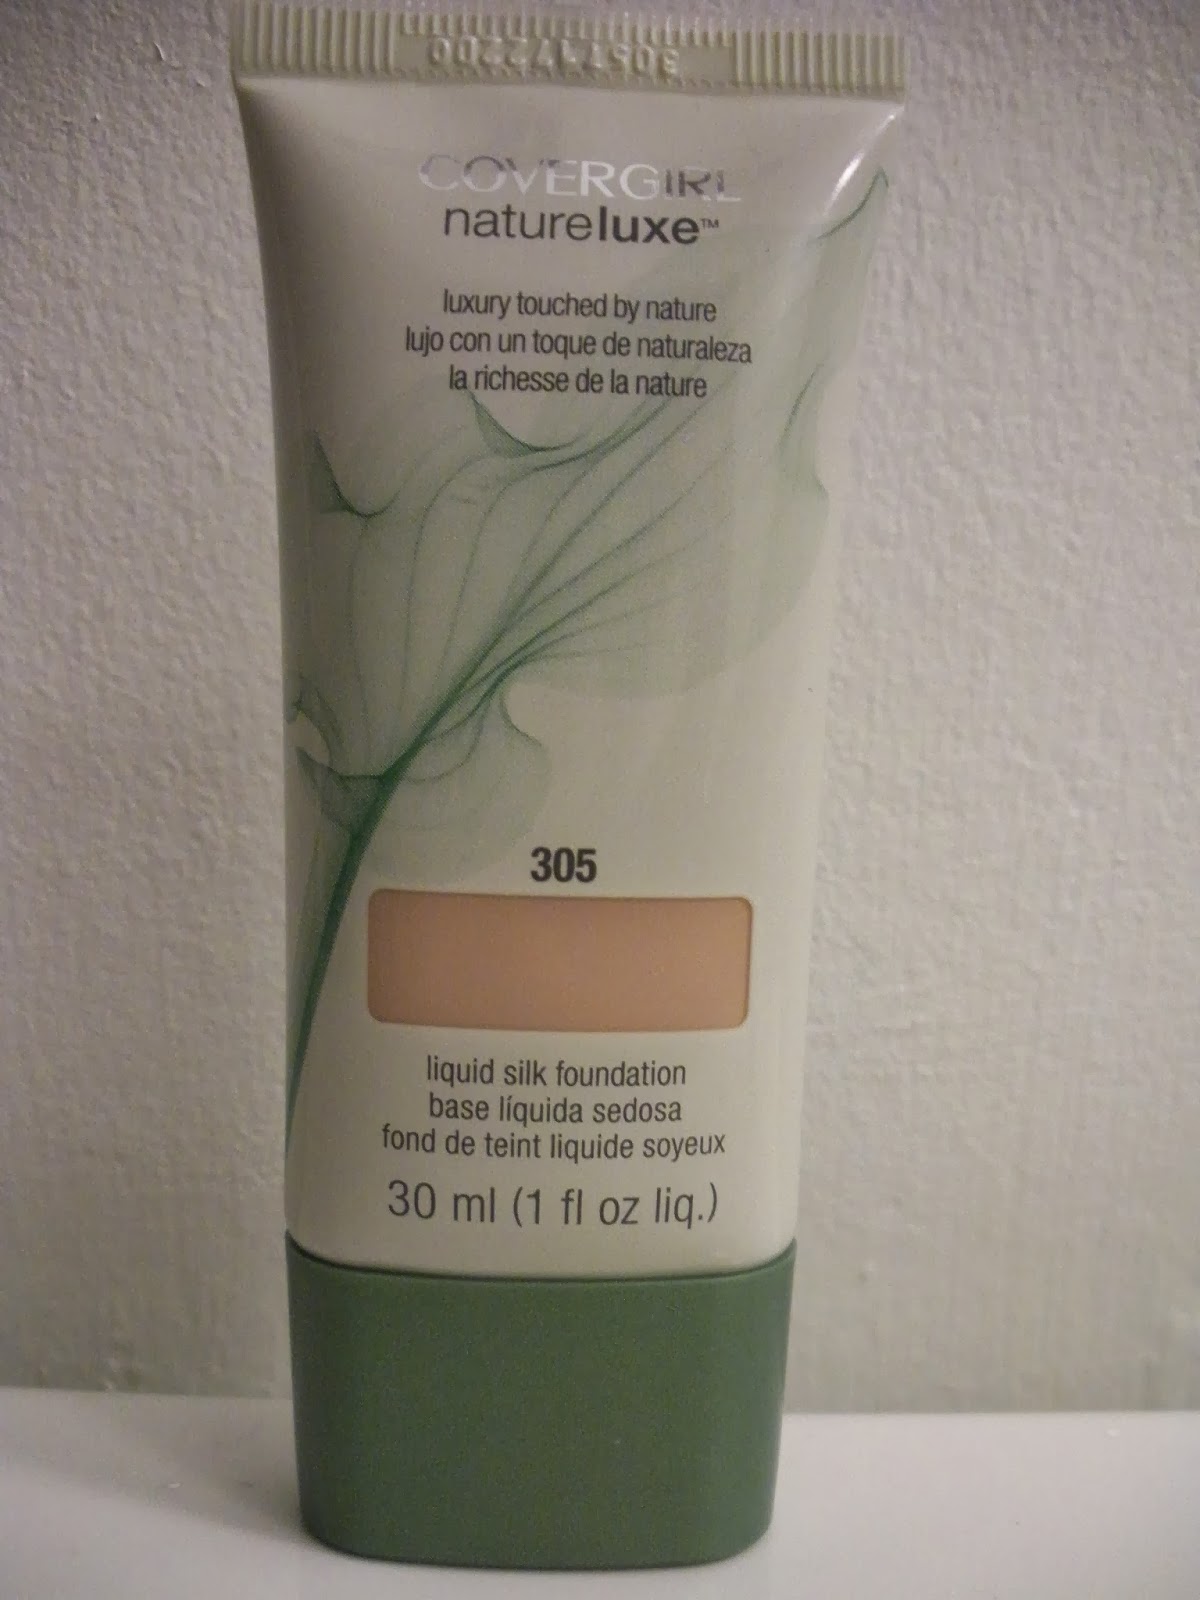 COVERGIRL
natureluxe™
luxury touched by nature
lujo con un toque de naturaleza
la richesse de la nature
305
liquid silk foundation
base líquida sedosa
fond de teint liquide soyeux
30 ml (1 fl oz liq.)